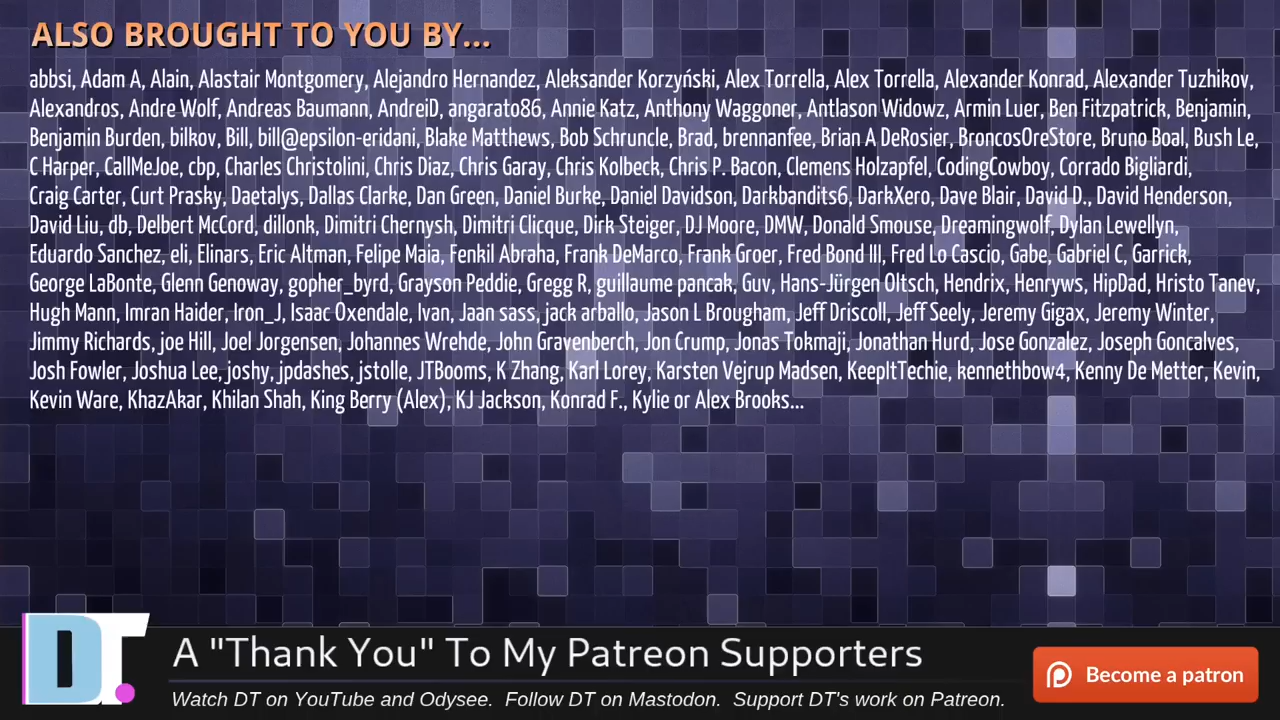 ALSO BROUGHT TO YOU BY...
abbsi, Adam A, Alain, Alastair Montgomery, Alejandro Hernandez, Aleksander Korzyński, Alex Torrella, Alex Torrella, Alexander Konrad, Alexander Tuzhikov,
Alexandros, Andre Wolf, Andreas Baumann, AndreiD, angarato86, Annie Katz, Anthony Waggoner, Antlason Widowz, Armin Luer, Ben Fitzpatrick, Benjamin,
Benjamin Burden, bilkov, Bill, bill@epsilon-eridani, Blake Matthews, Bob Schruncle, Brad, brennanfee, Brian A DeRosier, BroncosOreStore, Bruno Boal, Bush Le,
C Harper, CallMeJoe, cbp, Charles Christolini, Chris Diaz, Chris Garay, Chris Kolbeck, Chris P. Bacon, Clemens Holzapfel, CodingCowboy, Corrado Bigliardi,
Craig Carter, Curt Prasky, Daetalys, Dallas Clarke, Dan Green, Daniel Burke, Daniel Davidson, Darkbandits6, DarkXero, Dave Blair, David D., David Henderson,
David Liu, db, Delbert McCord, dillonk, Dimitri Chernysh, Dimitri Clicque, Dirk Steiger, DJ Moore, DMW, Donald Smouse, Dreamingwolf, Dylan Lewellyn,
Eduardo Sanchez, eli, Elinars, Eric Altman, Felipe Maia, Fenkil Abraha, Frank DeMarco, Frank Groer, Fred Bond III, Fred Lo Cascio, Gabe, Gabriel C, Garrick,
George LaBonte, Glenn Genoway, gopher_byrd, Grayson Peddie, Gregg R, guillaume pancak, Guv, Hans-Jürgen Oltsch, Hendrix, Henryws, HipDad, Hristo Tanev,
Hugh Mann, Imran Haider, Iron_J, Isaac Oxendale, Ivan, Jaan sass, jack arballo, Jason L Brougham, Jeff Driscoll, Jeff Seely, Jeremy Gigax, Jeremy Winter,
Jimmy Richards, joe Hill, Joel Jorgensen, Johannes Wrehde, John Gravenberch, Jon Crump, Jonas Tokmaji, Jonathan Hurd, Jose Gonzalez, Joseph Goncalves,
Josh Fowler, Joshua Lee, joshy, jpdashes, jstolle, JTBooms, K Zhang, Karl Lorey, Karsten Vejrup Madsen, KeepItTechie, kennethbow4, Kenny De Metter, Kevin,
Kevin Ware, KhazAkar, Khilan Shah, King Berry (Alex), KJ Jackson, Konrad F., Kylie or Alex Brooks...
DT.
A "Thank You" To My Patreon Supporters
Watch DT on YouTube and Odysee. Follow DT on Mastodon. Support DT's work on Patreon.
Become a patron